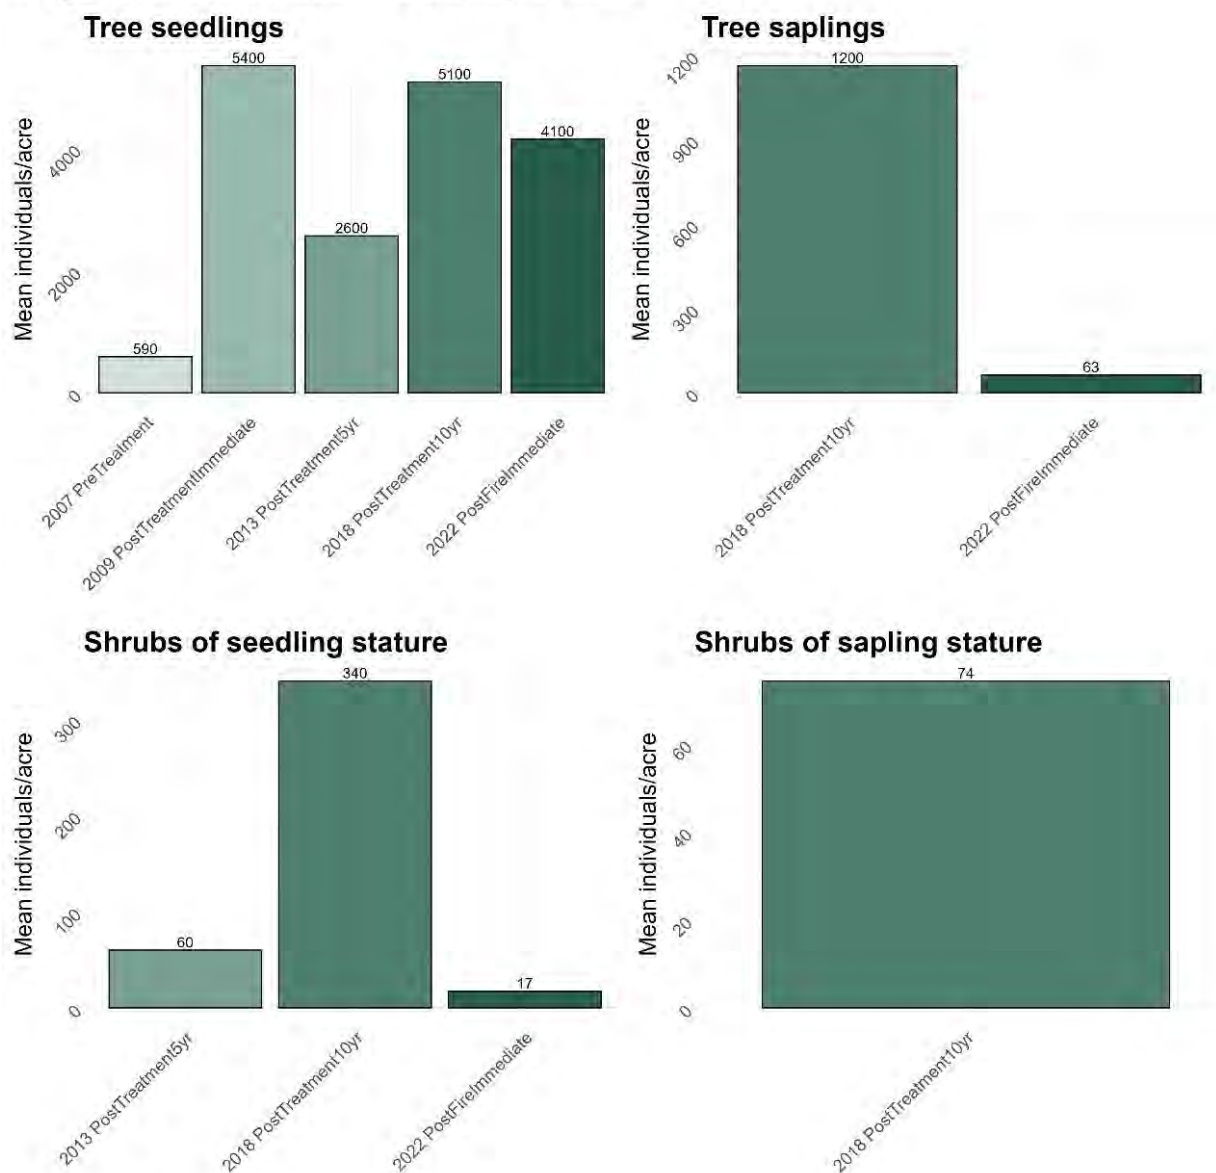 Tree seedlings
Mean individuals/acre
4000
2000
0
590
5400
2600
5100
4100
2007 PreTreatment
2009 PostTreatmentImmediate
2013 PostTreatment5yr
2018 PostTreatment10yr
2022 PostFireImmediate
Tree saplings
Mean individuals/acre
1200
900
600
300
0
1200
63
2018 PostTreatment10yr
2022 PostFireImmediate
Shrubs of seedling stature
Mean individuals/acre
300
200
100
0
60
340
17
2013 PostTreatment5yr
2018 PostTreatment10yr
2022 PostFireImmediate
Shrubs of sapling stature
Mean individuals/acre
60
40
20
0
74
2018 PostTreatment10yr